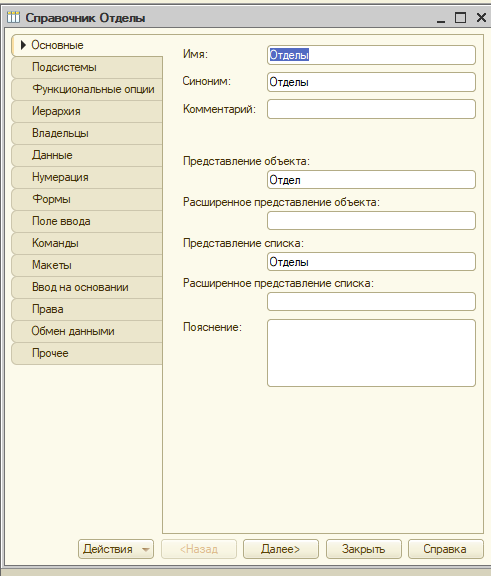 Справочник Отделы
Основные
Подсистемы
Функциональные опции
Иерархия
Владельцы
Данные
Нумерация
Формы
Поле ввода
Команды
Макеты
Ввод на основании
Права
Обмен данными
Прочее
Имя: Отделы
Синоним: Отделы
Комментарий:
Представление объекта:
Отдел
Расширенное представление объекта:
Представление списка:
Отделы
Расширенное представление списка:
Пояснение:
Действия <Назад Далее> Закрыть Справка